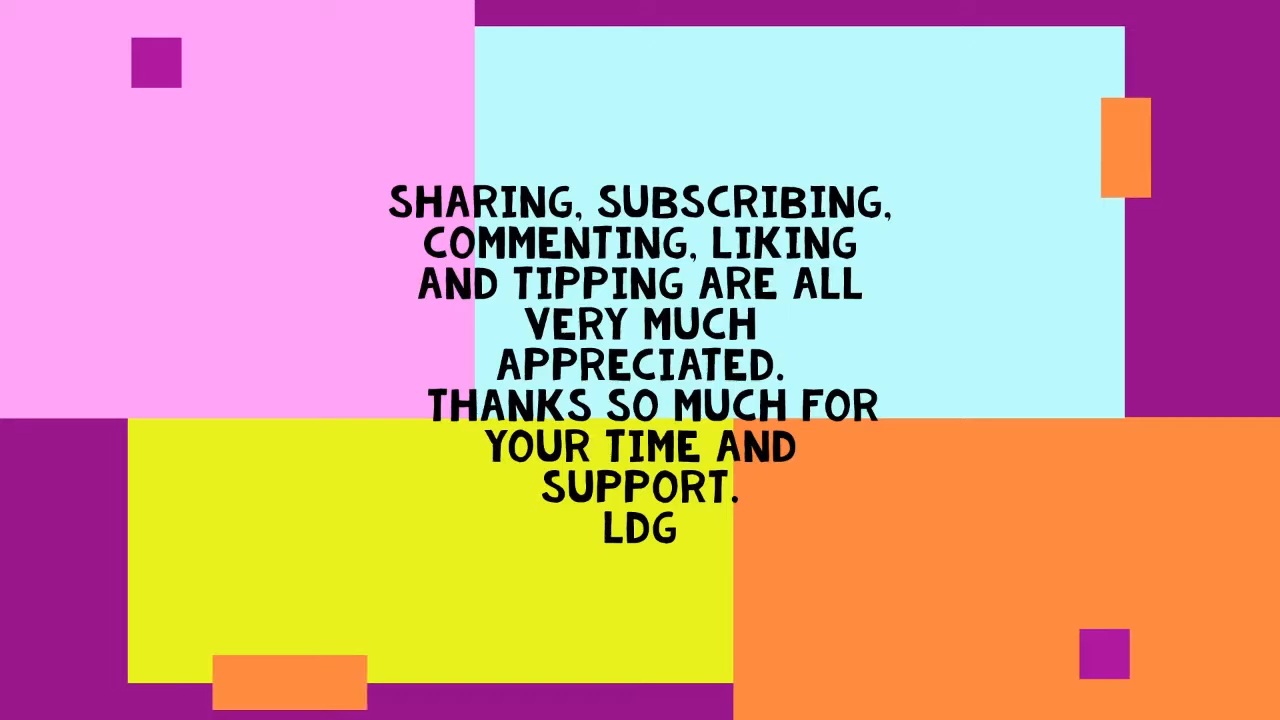 SHARING, SUBSCRIBING,
COMMENTING, LIKING
AND TIPPING ARE ALL
VERY MUCH
APPRECIATED.
THANKS SO MUCH FOR
YOUR TIME AND
SUPPORT.
LDG